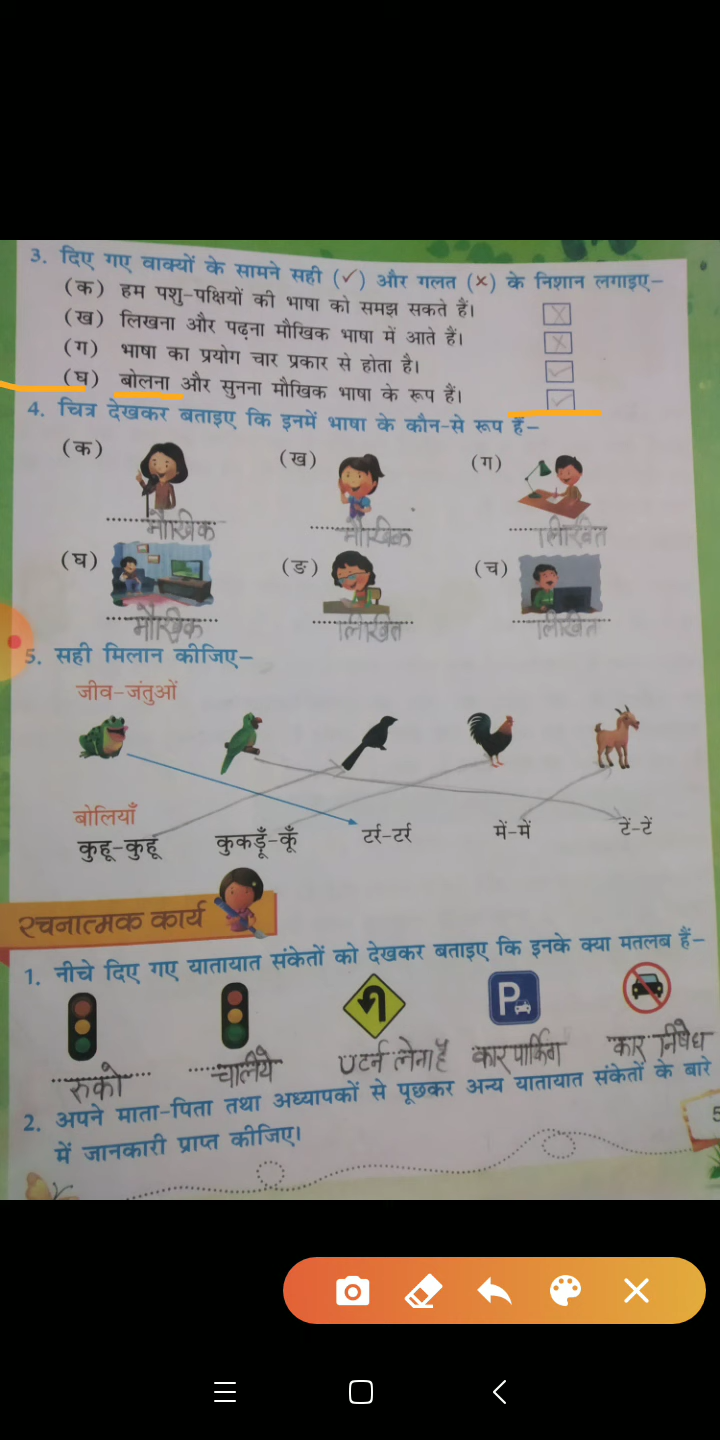 3. दिए गए वाक्यों के सामने सही (✓) और गलत (×) के निशान लगाइए–
(क) हम पशु-पक्षियों की भाषा को समझ सकते हैं। ×
(ख) लिखना और पढ़ना मौखिक भाषा में आते हैं। ×
(ग) भाषा का प्रयोग चार प्रकार से होता है। ✓
(घ) बोलना और सुनना मौखिक भाषा के रूप हैं। ✓
4. चित्र देखकर बताइए कि इनमें भाषा के कौन-से रूप हैं–
(क) (ख) (ग)
मौखिक मौखिक लिखित
(घ) (ङ) (च)
मौखिक लिखित लिखित
5. सही मिलान कीजिए–
जीव-जंतुओं
बोलियाँ
कुहू-कुहू कुकड़ूँ-कूँ टर्र-टर्र में-में टें-टें
रचनात्मक कार्य
1. नीचे दिए गए यातायात संकेतों को देखकर बताइए कि इनके क्या मतलब हैं–
P
रुको चालीये कार पार्किंग कार निषेध
2. अपने माता-पिता तथा अध्यापकों से पूछकर अन्य यातायात संकेतों के बारे
में जानकारी प्राप्त कीजिए।
5